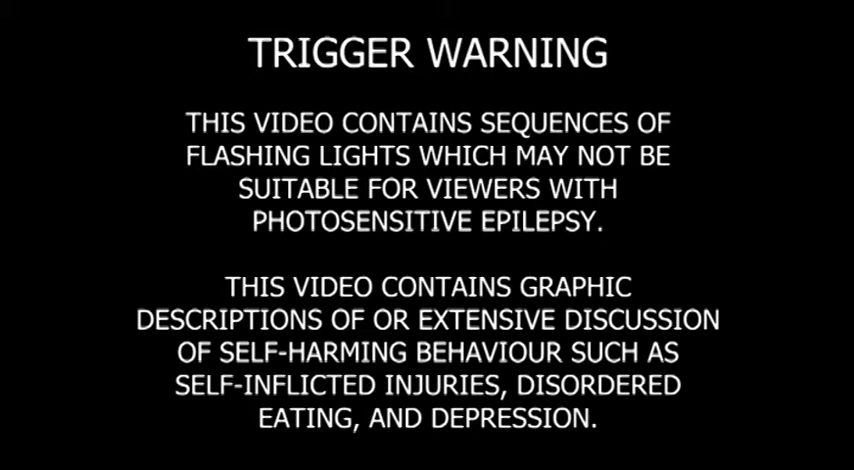 TRIGGER WARNING
THIS VIDEO CONTAINS SEQUENCES OF
FLASHING LIGHTS WHICH MAY NOT BE
SUITABLE FOR VIEWERS WITH
PHOTOSENSITIVE EPILEPSY.
THIS VIDEO CONTAINS GRAPHIC
DESCRIPTIONS OF OR EXTENSIVE DISCUSSION
OF SELF-HARMING BEHAVIOUR SUCH AS
SELF-INFLICTED INJURIES, DISORDERED
EATING, AND DEPRESSION.